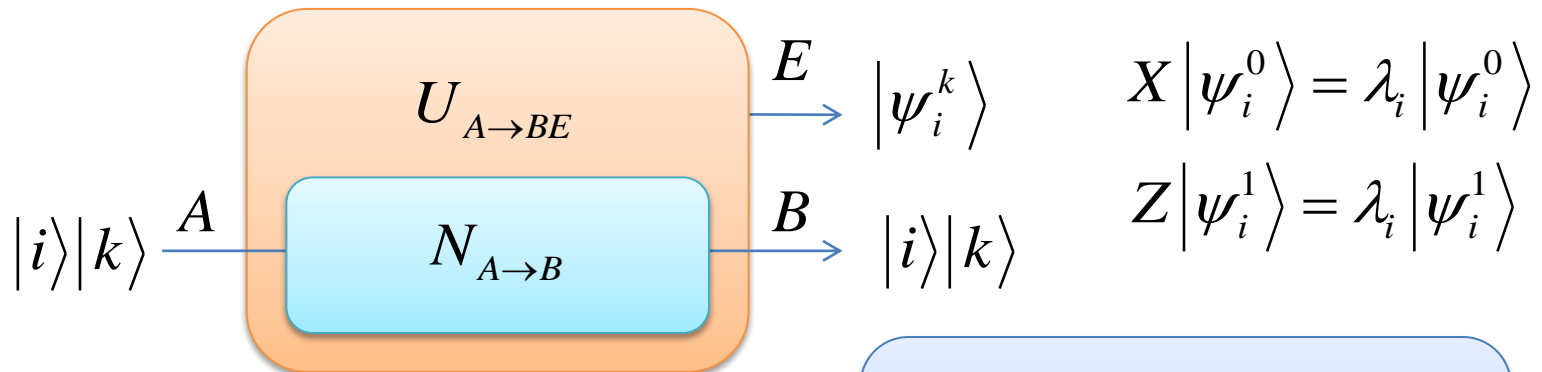 U_{A→BE}
E
|ψ_i^k⟩
X|ψ_i^0⟩ = λ_i|ψ_i^0⟩
|i⟩|k⟩
A
N_{A→B}
B
|i⟩|k⟩
Z|ψ_i^1⟩ = λ_i|ψ_i^1⟩